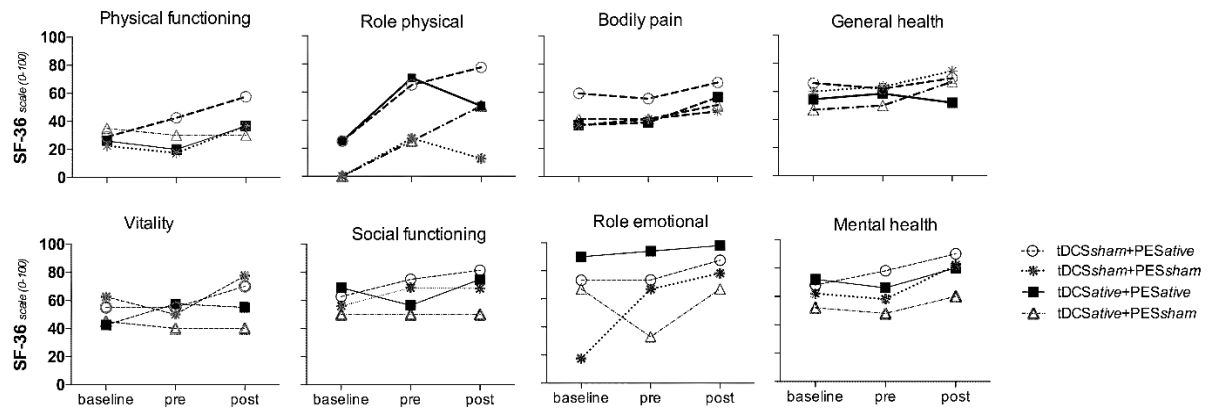 Physical functioning
Role physical
Bodily pain
General health
SF-36 scale (0-100)
100
80
60
40
20
0
Vitality
Social functioning
Role emotional
Mental health
SF-36 scale (0-100)
100
80
60
40
20
0
baseline pre post
baseline pre post
baseline pre post
baseline pre post
tDCSsham+PESative
tDCSsham+PESsham
tDCSative+PESative
tDCSative+PESsham